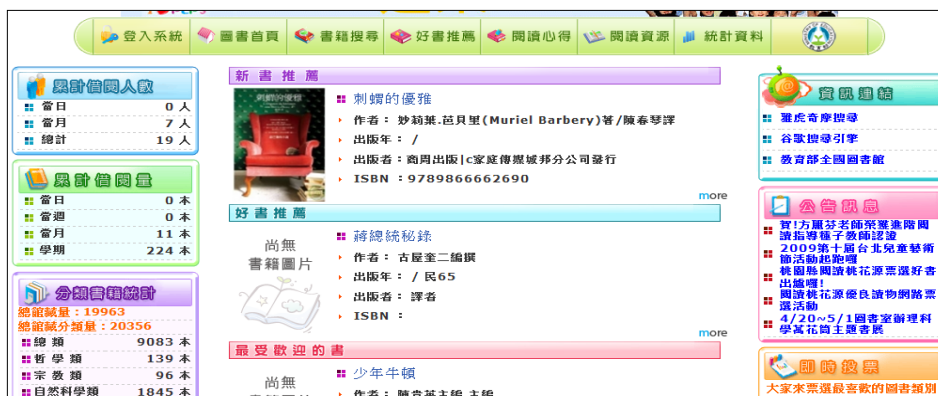 登入系統 圖書首頁 書籍搜尋 好書推薦 閱讀心得 閱讀資源 統計資料
累計借閱人數
當日 0 人
當月 7 人
總計 19 人
累計借閱量
當日 0 本
當週 0 本
當月 11 本
學期 224 本
分類書籍統計
總館藏量：19963
總館藏分類量：20356
總 類 9083 本
哲 學 類 139 本
宗 教 類 96 本
自然科學類 1845 本
新 書 推 薦
刺蝟的優雅
刺蝟的優雅
作者： 妙莉葉.芭貝里(Muriel Barbery)著/陳春琴譯
出版年： /
出版者：商周出版|c家庭傳媒城邦分公司發行
ISBN ：9789866662690
more
好 書 推 薦
尚無
書籍圖片
蔣總統秘錄
作者： 古屋奎二編撰
出版年： / 民65
出版者： 譯者
ISBN ：
more
最 受 歡 迎 的 書
尚無
少年牛頓
資訊連結
雅虎奇摩搜尋
谷歌搜尋引擎
教育部全國圖書館
公告訊息
賀!方麗芬老師榮獲進階閱
讀指導種子教師認證
2009第十屆台北兒童藝術
節活動起跑囉
桃園縣閱讀桃花源票選好書
出爐囉!
閱讀桃花源優良讀物網路票
選活動
4/20~5/1圖書室辦理科
學萬花筒主題書展
即時投票
大家來票選最喜歡的圖書類別